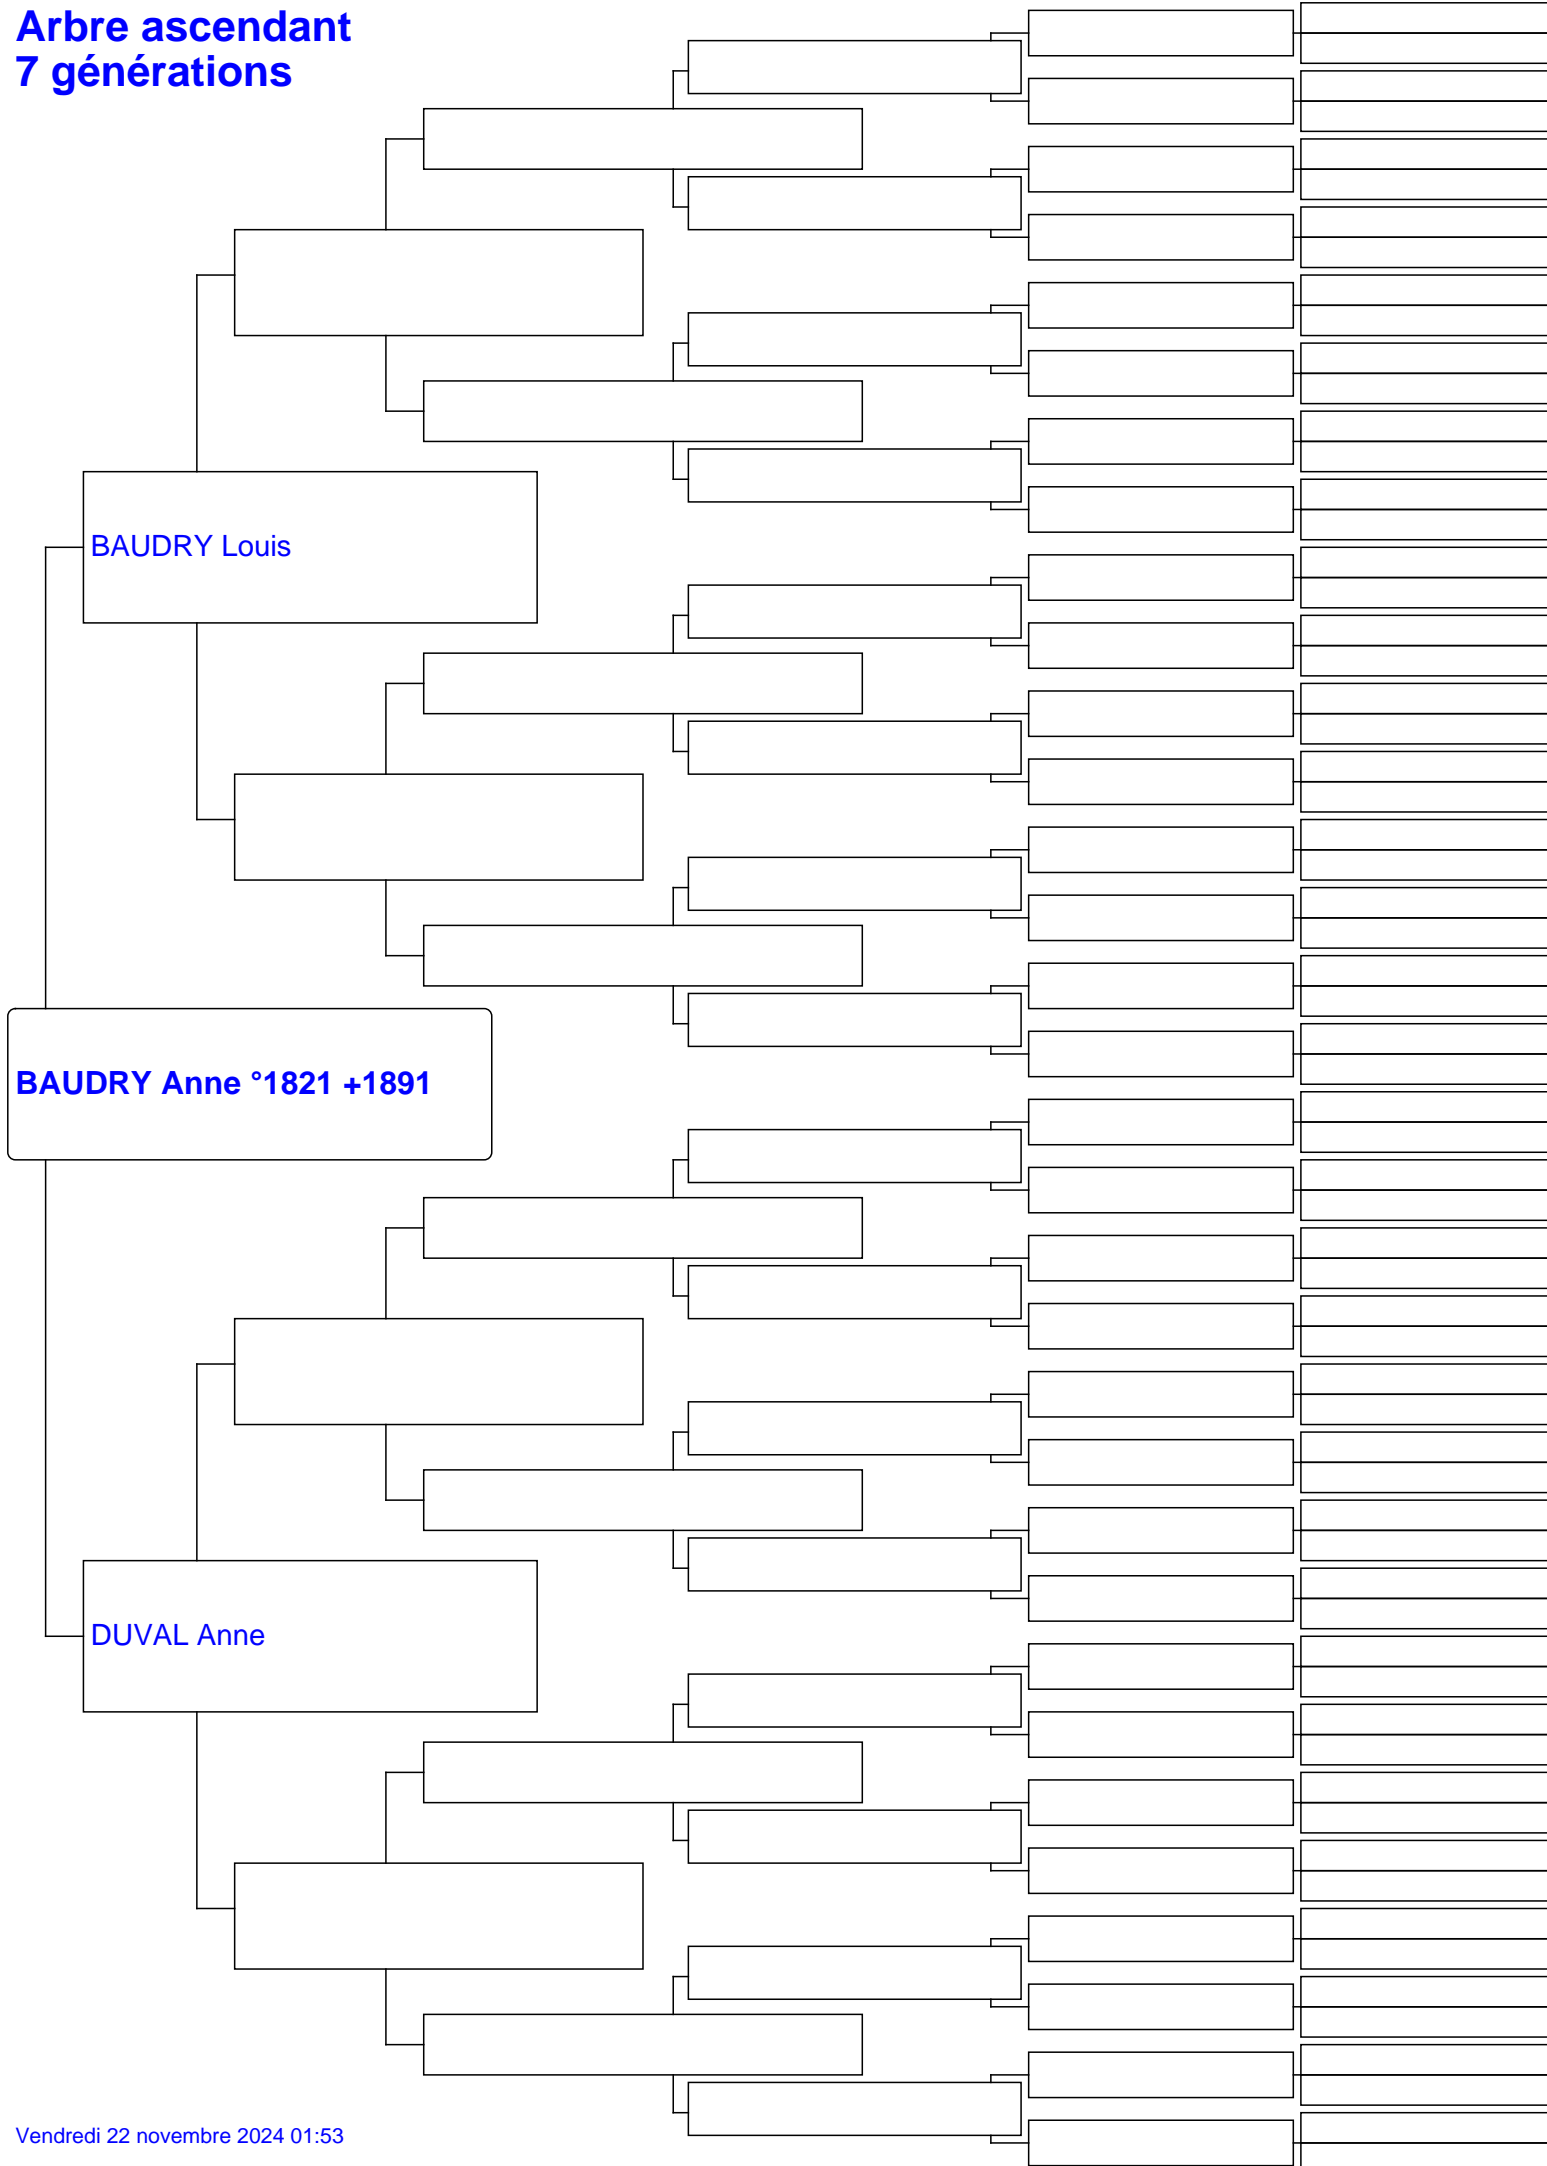 Arbre ascendant
7 générations
BAUDRY Louis
BAUDRY Anne °1821 +1891
DUVAL Anne
Vendredi 22 novembre 2024 01:53